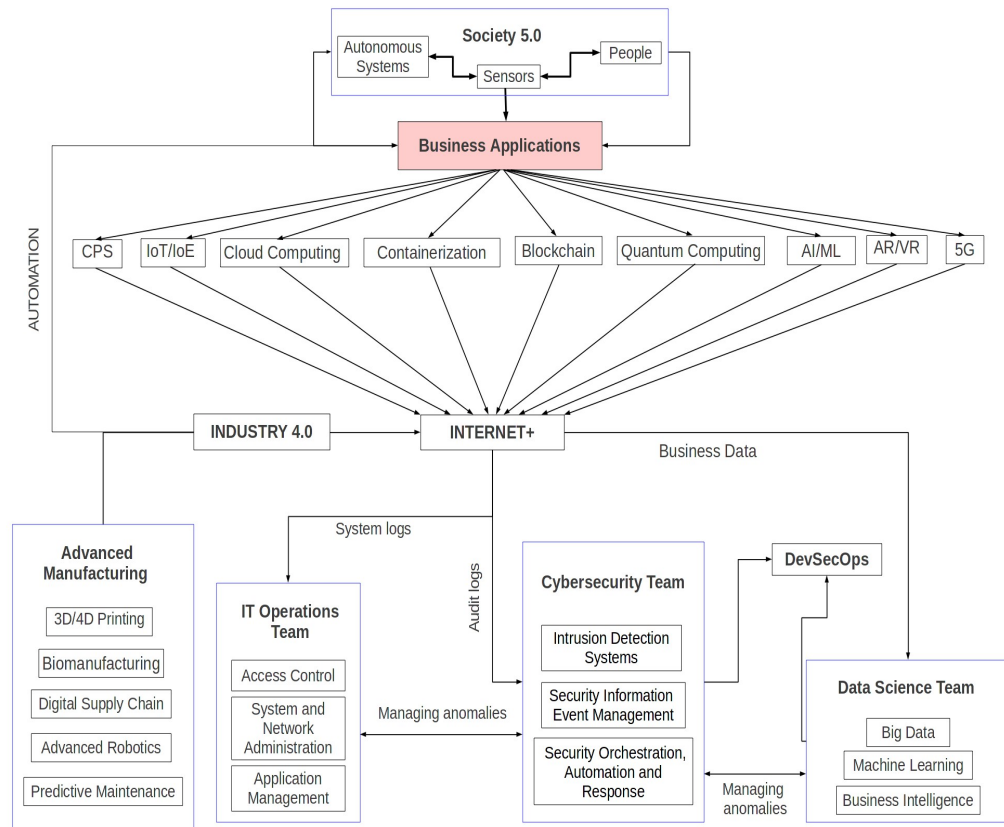 Society 5.0
Autonomous
Systems
People
Sensors
Business Applications
CPS
IoT/IoE
Cloud Computing
Containerization
Blockchain
Quantum Computing
AI/ML
AR/VR
5G
AUTOMATION
INDUSTRY 4.0
INTERNET+
Business Data
System logs
Audit logs
Advanced
Manufacturing
3D/4D Printing
Biomanufacturing
Digital Supply Chain
Advanced Robotics
Predictive Maintenance
IT Operations
Team
Access Control
System and
Network
Administration
Application
Management
Managing anomalies
Cybersecurity Team
Intrusion Detection
Systems
Security Information
Event Management
Security Orchestration,
Automation and
Response
DevSecOps
Managing
anomalies
Data Science Team
Big Data
Machine Learning
Business Intelligence